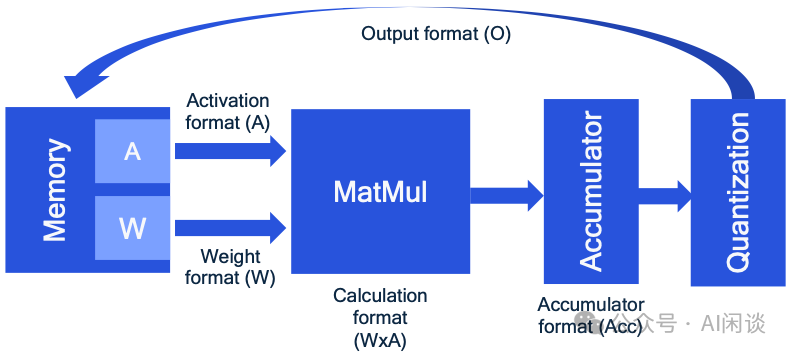 Output format (O)
Memory
A
W
Activation
format (A)
Weight
format (W)
MatMul
Calculation
format
(WxA)
Accumulator
Accumulator
format (Acc)
Quantization
公众号 · AI闲谈